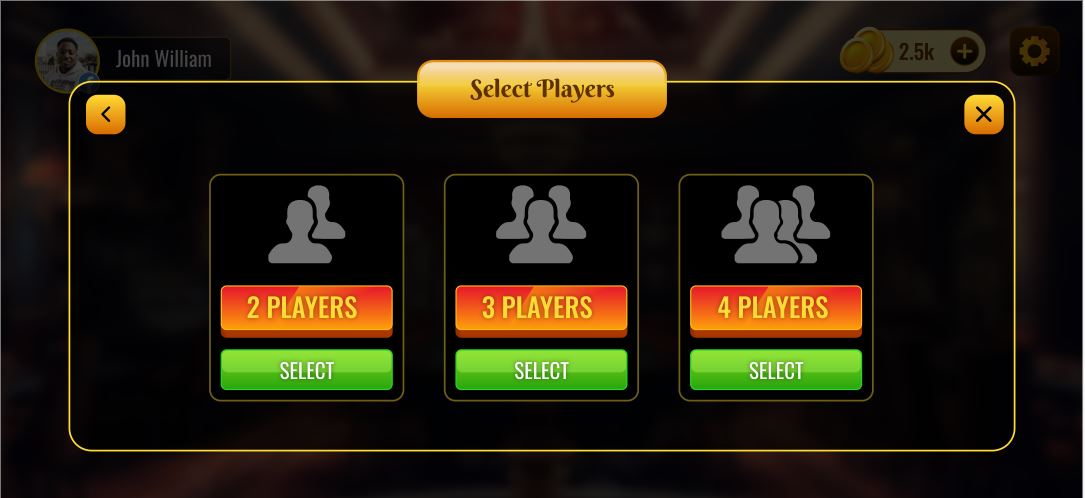 John William
2.5k
Select Players
2 PLAYERS
3 PLAYERS
4 PLAYERS
SELECT
SELECT
SELECT